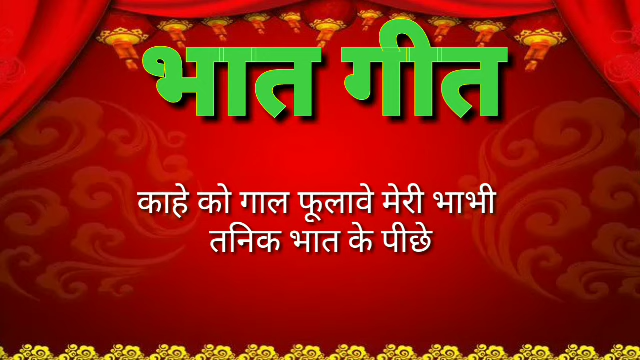 भात गीत
काहे को गाल फूलावे मेरी भाभी
तनिक भात के पीछे